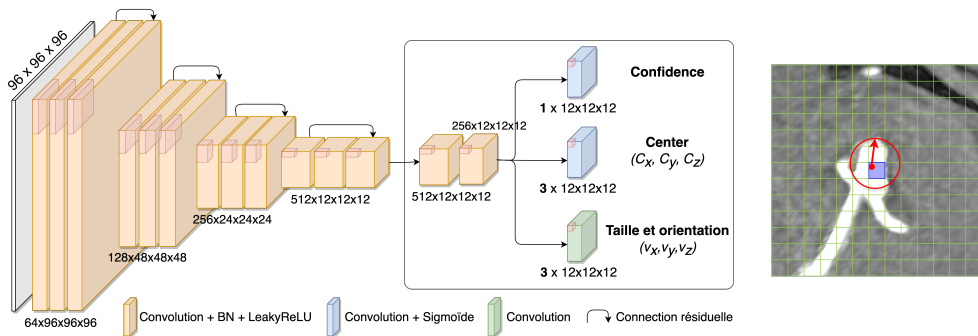 96 x 96 x 96
64x96x96x96
128x48x48x48
256x24x24x24
512x12x12x12
512x12x12x12
256x12x12x12
Confidence
1 x 12x12x12
Center
(Cx, Cy, Cz)
3 x 12x12x12
Taille et orientation
(vx,vy,vz)
3 x 12x12x12
Convolution + BN + LeakyReLU
Convolution + Sigmoïde
Convolution
Connection résiduelle